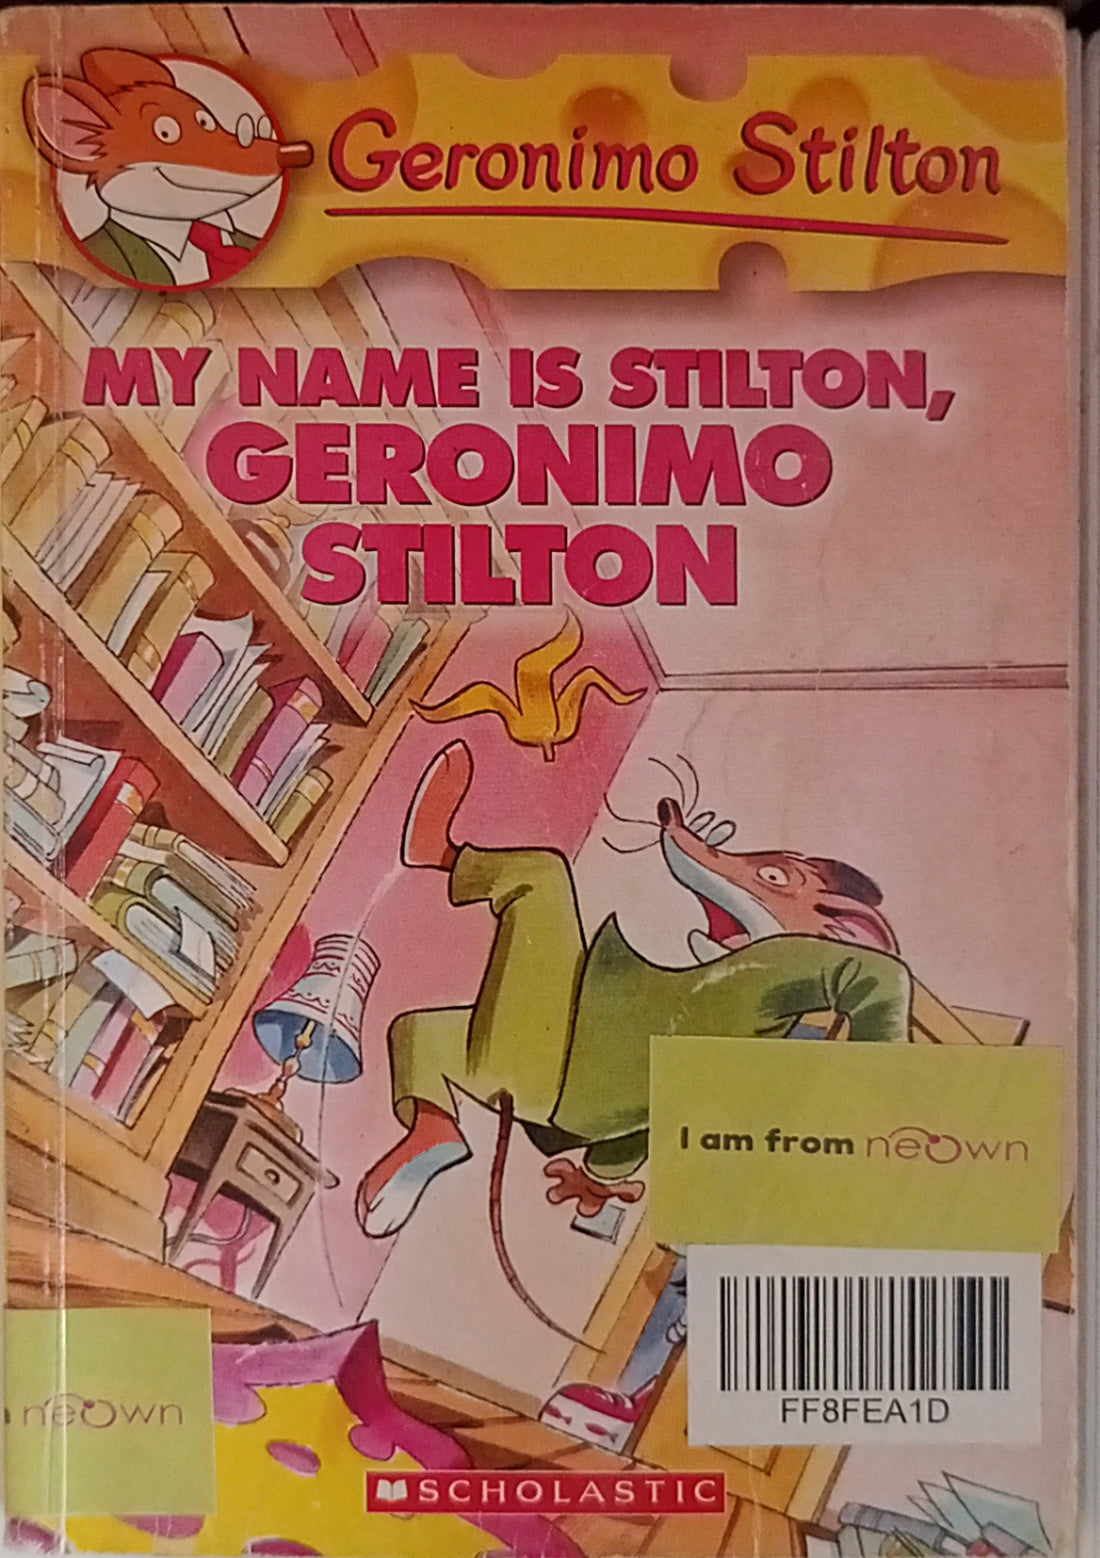 Geronimo Stilton
MY NAME IS STILTON,
GERONIMO
STILTON
I am from neOwn
FF8FEA1D
neOwn
SCHOLASTIC